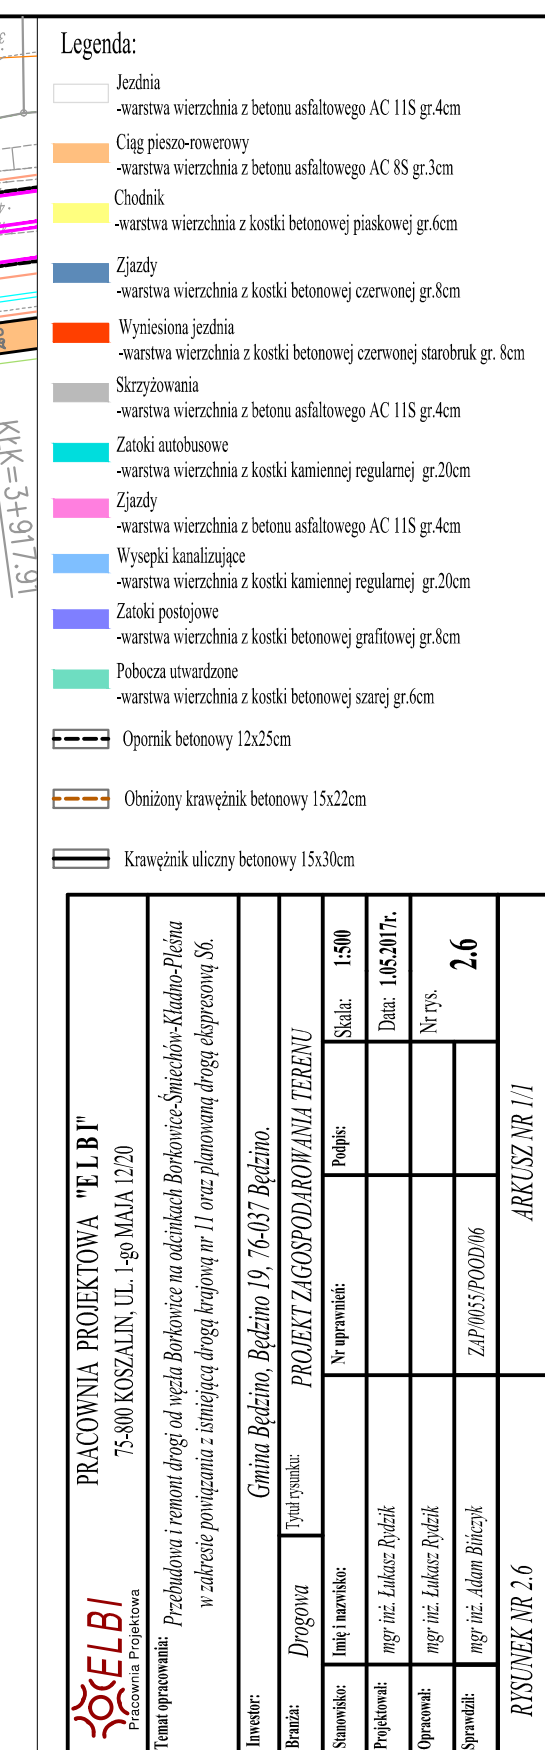 Legenda:
Jezdnia
-warstwa wierzchnia z betonu asfaltowego AC 11S gr.4cm
Ciąg pieszo-rowerowy
-warstwa wierzchnia z betonu asfaltowego AC 8S gr.3cm
Chodnik
-warstwa wierzchnia z kostki betonowej piaskowej gr.6cm
Zjazdy
-warstwa wierzchnia z kostki betonowej czerwonej gr.8cm
Wyniesiona jezdnia
-warstwa wierzchnia z kostki betonowej czerwonej starobruk gr. 8cm
Skrzyżowania
-warstwa wierzchnia z betonu asfaltowego AC 11S gr.4cm
Zatoki autobusowe
-warstwa wierzchnia z kostki kamiennej regularnej gr.20cm
Zjazdy
-warstwa wierzchnia z betonu asfaltowego AC 11S gr.4cm
Wysepki kanalizujące
-warstwa wierzchnia z kostki kamiennej regularnej gr.20cm
Zatoki postojowe
-warstwa wierzchnia z kostki betonowej grafitowej gr.8cm
Pobocza utwardzone
-warstwa wierzchnia z kostki betonowej szarej gr.6cm
Opornik betonowy 12x25cm
Obniżony krawężnik betonowy 15x22cm
Krawężnik uliczny betonowy 15x30cm
KŁK=3+917.91
ELBI
Pracownia Projektowa
PRACOWNIA PROJEKTOWA "ELBI"
75-800 KOSZALIN, UL. 1-go MAJA 12/20
Temat opracowania:
Przebudowa i remont drogi od węzła Borkowice na odcinkach Borkowice-Śmiechów-Kładno-Pleśna
w zakresie powiązania z istniejącą drogą krajową nr 11 oraz planowaną drogą ekspresową S6.
Inwestor:
Gmina Będzino, Będzino 19, 76-037 Będzino.
Branża:
Drogowa
Tytuł rysunku:
PROJEKT ZAGOSPODAROWANIA TERENU
Stanowisko:
Imię i nazwisko:
Nr uprawnień:
Podpis:
Skala: 1:500
Projektował:
mgr inż. Łukasz Rydzik
Data: 1.05.2017r.
Opracował:
mgr inż. Łukasz Rydzik
Nr rys.
2.6
Sprawdził:
mgr inż. Adam Bińczyk
ZAP/0055/POOD/06
RYSUNEK NR 2.6
ARKUSZ NR 1/1